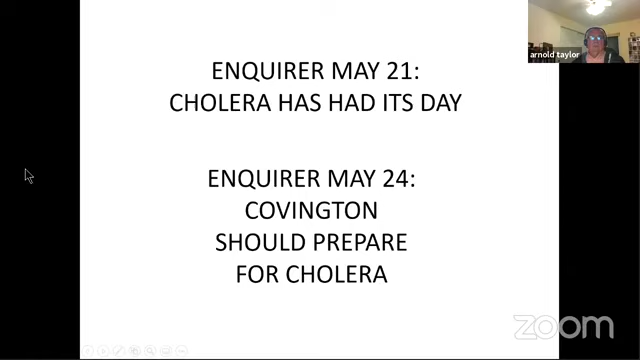 arnold taylor
ENQUIRER MAY 21:
CHOLERA HAS HAD ITS DAY
ENQUIRER MAY 24:
COVINGTON
SHOULD PREPARE
FOR CHOLERA
zoom